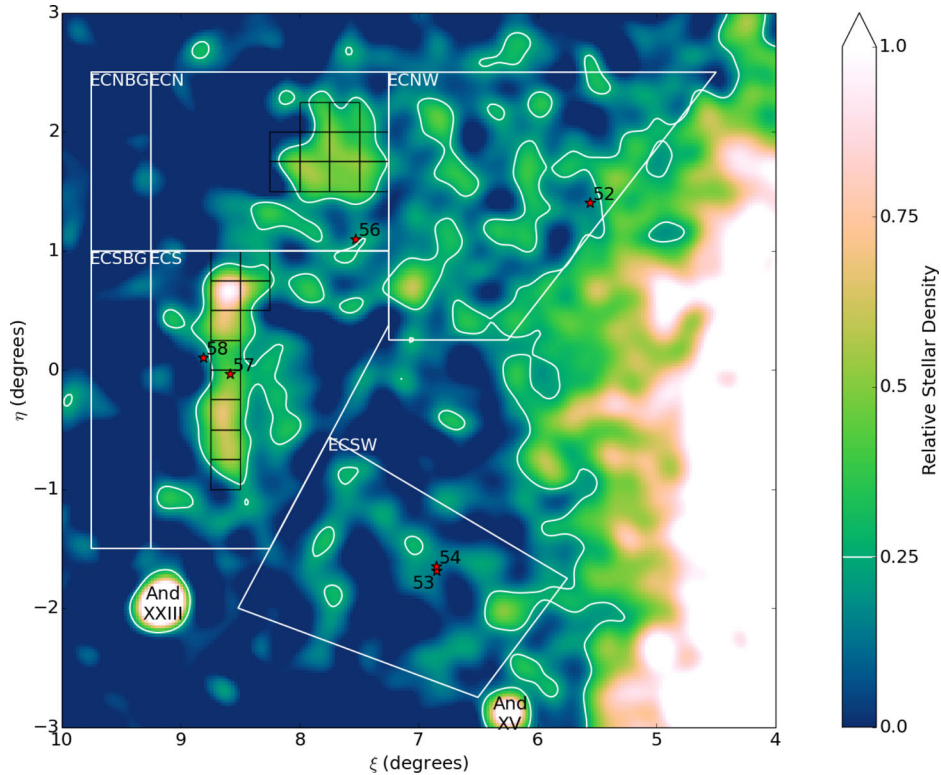 3
2
1
0
−1
−2
−3
10
9
8
7
6
5
4
η (degrees)
ξ (degrees)
ECNBG
ECN
ECNW
ECSBG
ECS
ECSW
52
56
58
57
54
53
And
XXIII
And
XV
1.0
0.75
0.5
0.25
0.0
Relative Stellar Density